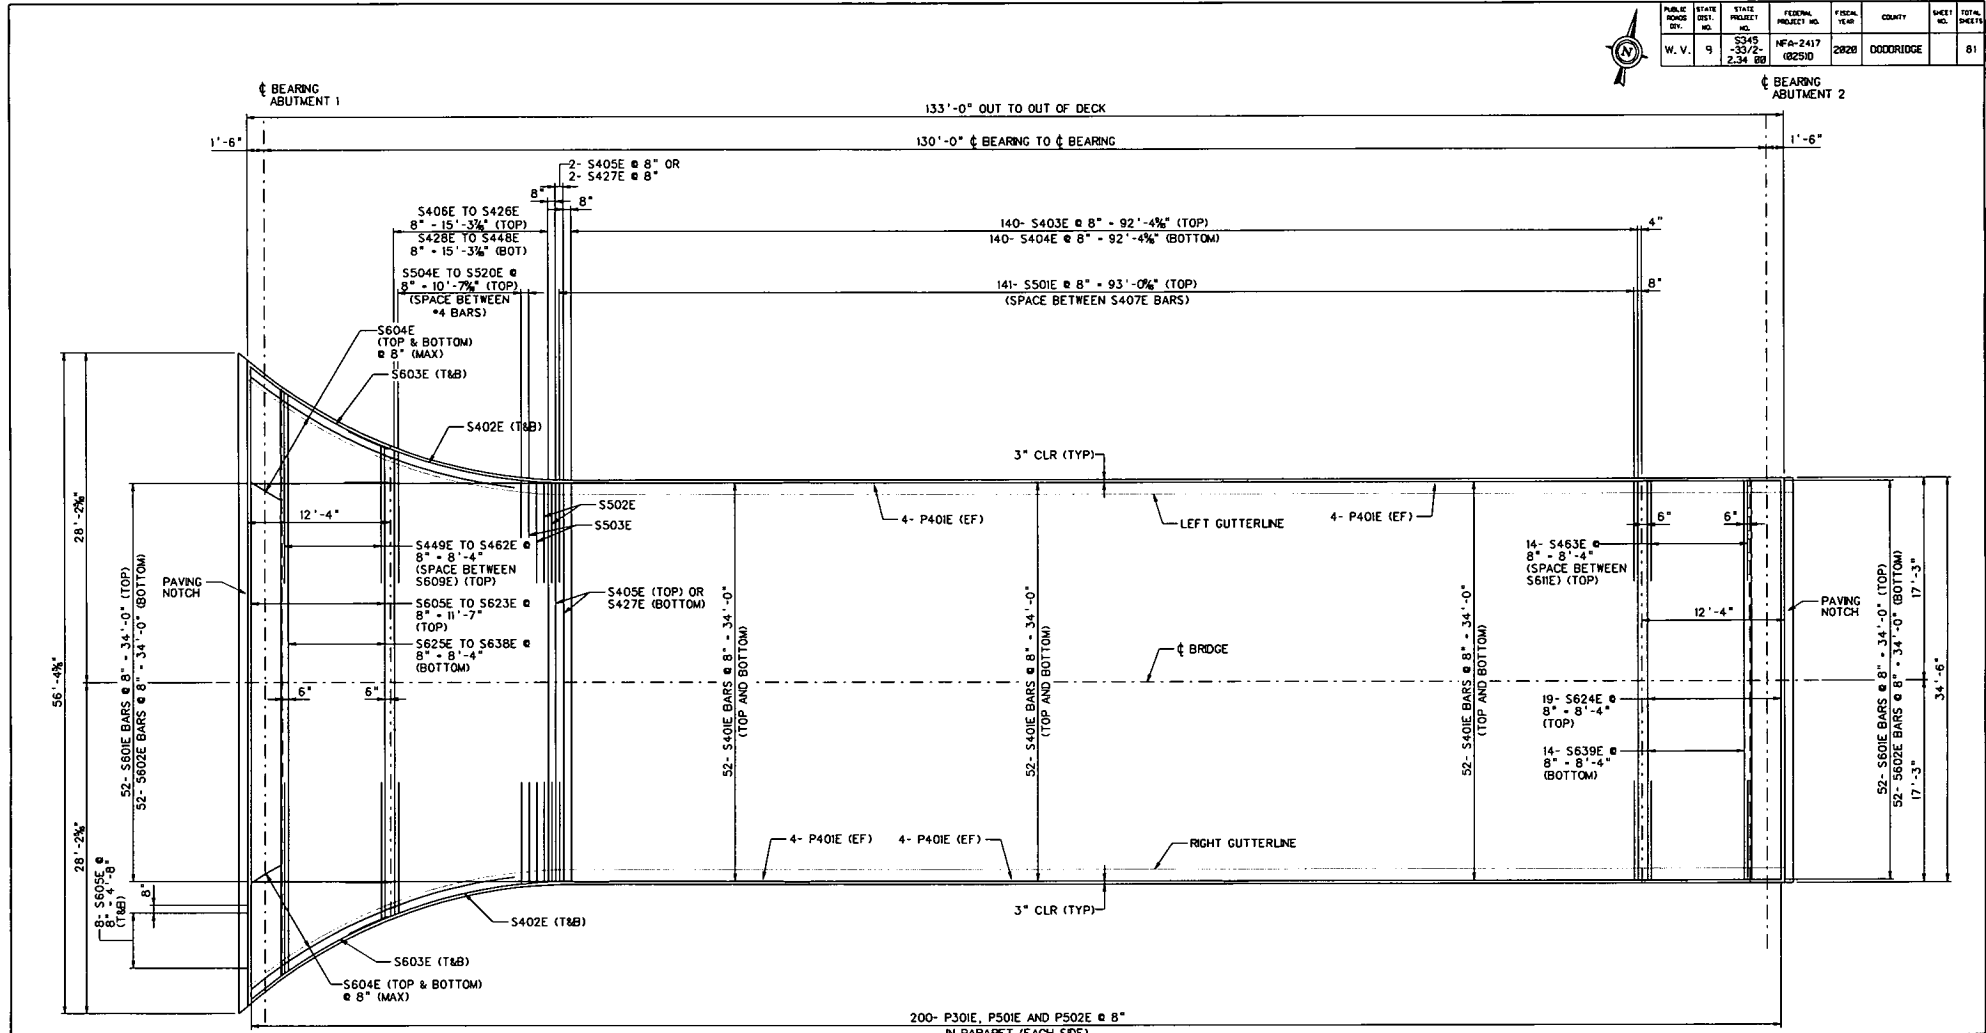 PUBLIC ROADS DIV.
STATE DIST. NO.
STATE PROJECT NO.
FEDERAL PROJECT NO.
FISCAL YEAR
COUNTY
SHEET NO.
TOTAL SHEETS
W. V.
9
S345
-33/2-
2.34 00
NFA-2417
(025)D
2020
DODDRIDGE
81
N
℄ BEARING
ABUTMENT 1
℄ BEARING
ABUTMENT 2
133'-0" OUT TO OUT OF DECK
1'-6"
130'-0" ℄ BEARING TO ℄ BEARING
1'-6"
2- S405E @ 8" OR
2- S427E @ 8"
8"
8"
S406E TO S426E
8" - 15'-3⅞" (TOP)
S428E TO S448E
8" - 15'-3⅞" (BOT)
140- S403E @ 8" - 92'-4
(TOP)
140- S404E @ 8" - 92'-4
(BOTTOM)
4"
S504E TO S520E @
8" - 10'-7
(TOP)
(SPACE BETWEEN
#4 BARS)
141- S501E @ 8" - 93'-0
(TOP)
(SPACE BETWEEN S407E BARS)
8"
S604E
(TOP & BOTTOM)
@ 8" (MAX)
S603E (T&B)
S402E (T&B)
3" CLR (TYP)
S502E
S503E
4- P401E (EF)
LEFT GUTTERLINE
4- P401E (EF)
12'-4"
S449E TO S462E @
8" - 8'-4"
(SPACE BETWEEN
S609E) (TOP)
6"
6"
14- S463E @
8" - 8'-4"
(SPACE BETWEEN
S611E) (TOP)
PAVING
NOTCH
S605E TO S623E @
8" - 11'-7"
(TOP)
S405E (TOP) OR
S427E (BOTTOM)
12'-4"
PAVING
NOTCH
S625E TO S638E @
8" - 8'-4"
(BOTTOM)
℄ BRIDGE
6"
6"
56'-4
28'-2
28'-2
52- S601E BARS @ 8" - 34'-0" (TOP)
52- S602E BARS @ 8" - 34'-0" (BOTTOM)
52- S401E BARS @ 8" - 34'-0"
(TOP AND BOTTOM)
52- S401E BARS @ 8" - 34'-0"
(TOP AND BOTTOM)
52- S401E BARS @ 8" - 34'-0"
(TOP AND BOTTOM)
19- S624E @
8" - 8'-4"
(TOP)
14- S639E @
8" - 8'-4"
(BOTTOM)
52- S601E BARS @ 8" - 34'-0" (TOP)
52- S602E BARS @ 8" - 34'-0" (BOTTOM)
17'-3"
17'-3"
34'-6"
8- S605E @
8" - 4'-8"
(T&B)
8"
4- P401E (EF)
4- P401E (EF)
RIGHT GUTTERLINE
3" CLR (TYP)
S402E (T&B)
S603E (T&B)
S604E (TOP & BOTTOM)
@ 8" (MAX)
200- P301E, P501E AND P502E @ 8"
IN PARAPET (EACH SIDE)